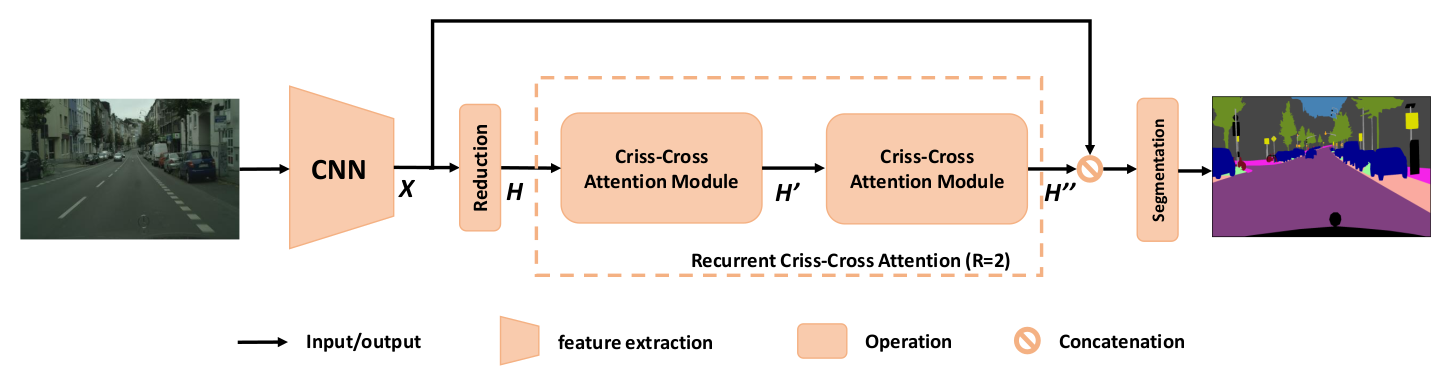 CNN
X
Reduction
H
Criss-Cross
Attention Module
H’
Criss-Cross
Attention Module
H’’
Segmentation
Recurrent Criss-Cross Attention (R=2)
Input/output
feature extraction
Operation
Concatenation